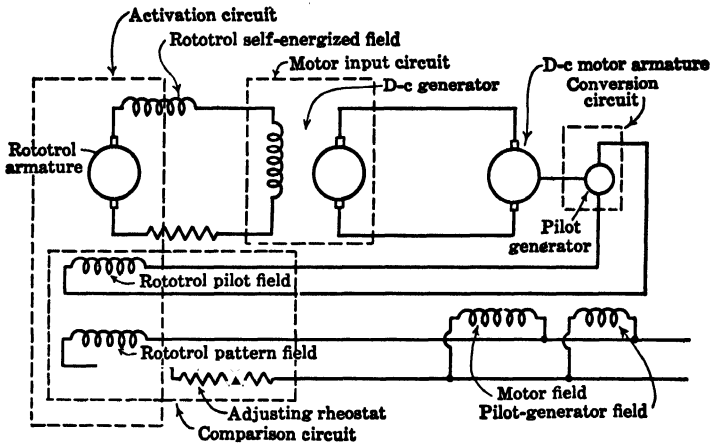 Activation circuit
Rototrol self-energized field
Motor input circuit
D-c generator
D-c motor armature
Conversion
circuit
Rototrol
armature
Pilot
generator
Rototrol pilot field
Rototrol pattern field
Adjusting rheostat
Comparison circuit
Motor field
Pilot-generator field